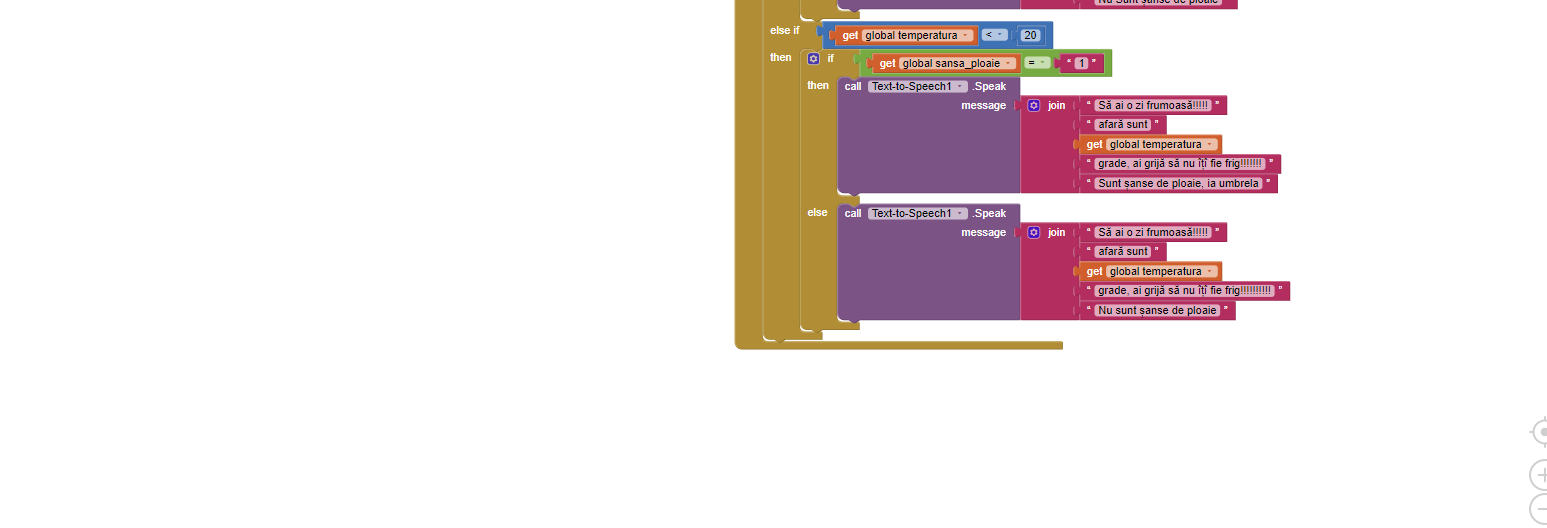 Nu Sunt șanse de ploaie
else if get global temperatura < 20
then if get global sansa_ploaie = “ 1 ”
then call Text-to-Speech1 .Speak
message join “ Să ai o zi frumoasă!!!!! ”
“ afară sunt ”
get global temperatura
“ grade, ai grijă să nu îți fie frig!!!!!!! ”
“ Sunt șanse de ploaie, ia umbrela ”
else call Text-to-Speech1 .Speak
message join “ Să ai o zi frumoasă!!!!! ”
“ afară sunt ”
get global temperatura
“ grade, ai grijă să nu îți fie frig!!!!!!!!!! ”
“ Nu sunt șanse de ploaie ”